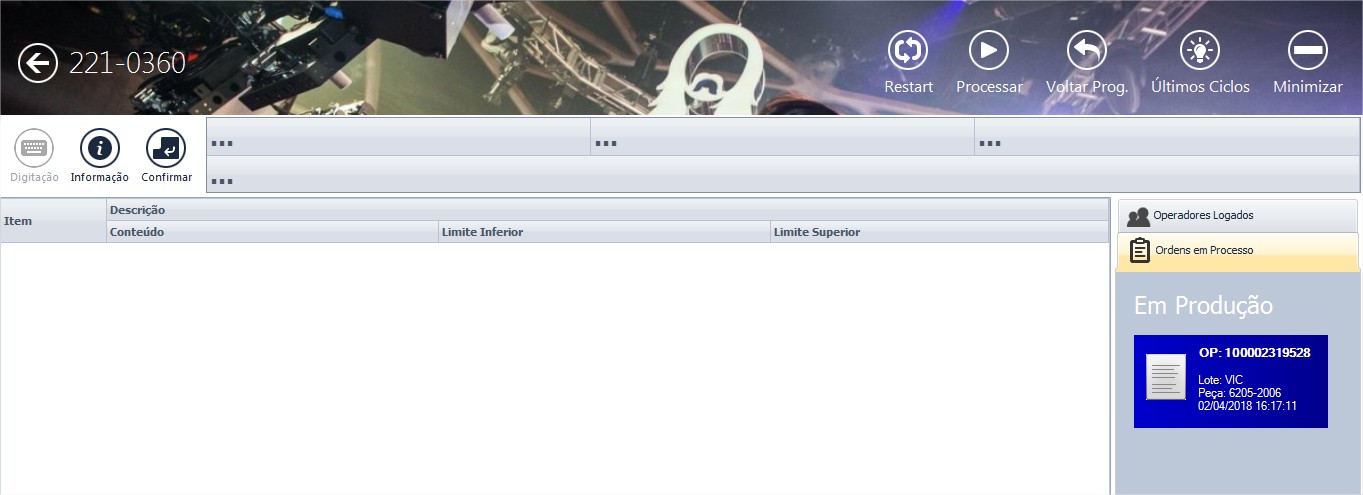 221-0360
Restart
Processar
Voltar Prog.
Últimos Ciclos
Minimizar
Digitação
Informação
Confirmar
...
...
...
...
Item
Descrição
Conteúdo
Limite Inferior
Limite Superior
Operadores Logados
Ordens em Processo
Em Produção
OP: 100002319528
Lote: VIC
Peça: 6205-2006
02/04/2018 16:17:11